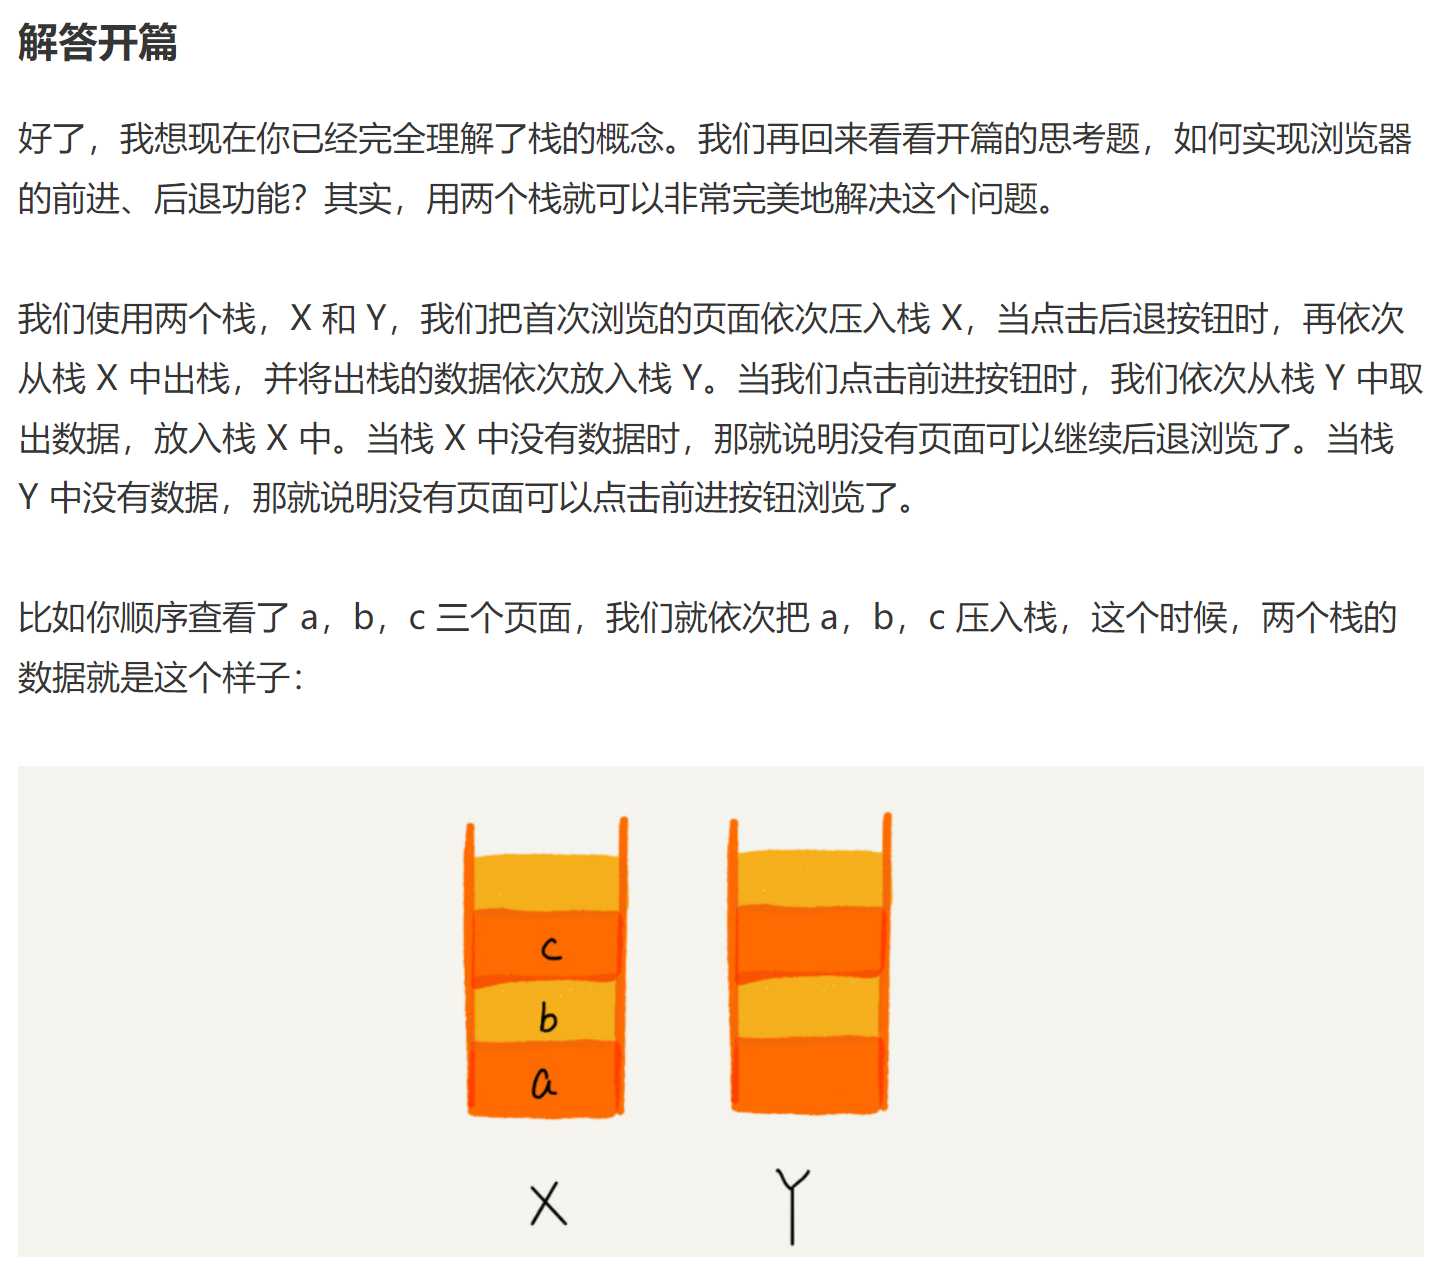 解答开篇
好了，我想现在你已经完全理解了栈的概念。我们再回来看看开篇的思考题，如何实现浏览器
的前进、后退功能？其实，用两个栈就可以非常完美地解决这个问题。
我们使用两个栈，X 和 Y，我们把首次浏览的页面依次压入栈 X，当点击后退按钮时，再依次
从栈 X 中出栈，并将出栈的数据依次放入栈 Y。当我们点击前进按钮时，我们依次从栈 Y 中取
出数据，放入栈 X 中。当栈 X 中没有数据时，那就说明没有页面可以继续后退浏览了。当栈
Y 中没有数据，那就说明没有页面可以点击前进按钮浏览了。
比如你顺序查看了 a，b，c 三个页面，我们就依次把 a，b，c 压入栈，这个时候，两个栈的
数据就是这个样子：
c
b
a
X Y